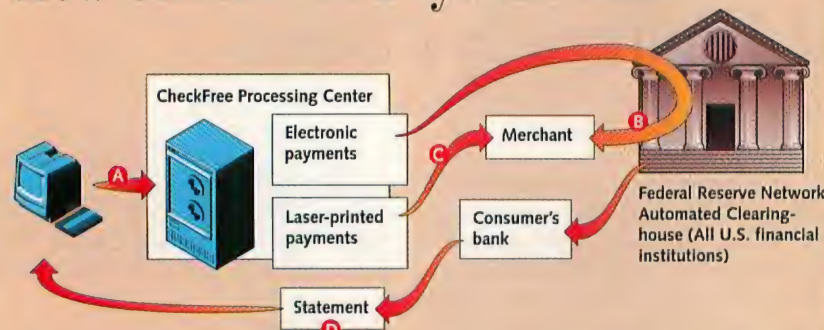 CheckFree Processing Center
Electronic
payments
Laser-printed
payments
Merchant
Consumer's
bank
Statement
Federal Reserve Network
Automated Clearing-
house (All U.S. financial
institutions)
A
B
C
D